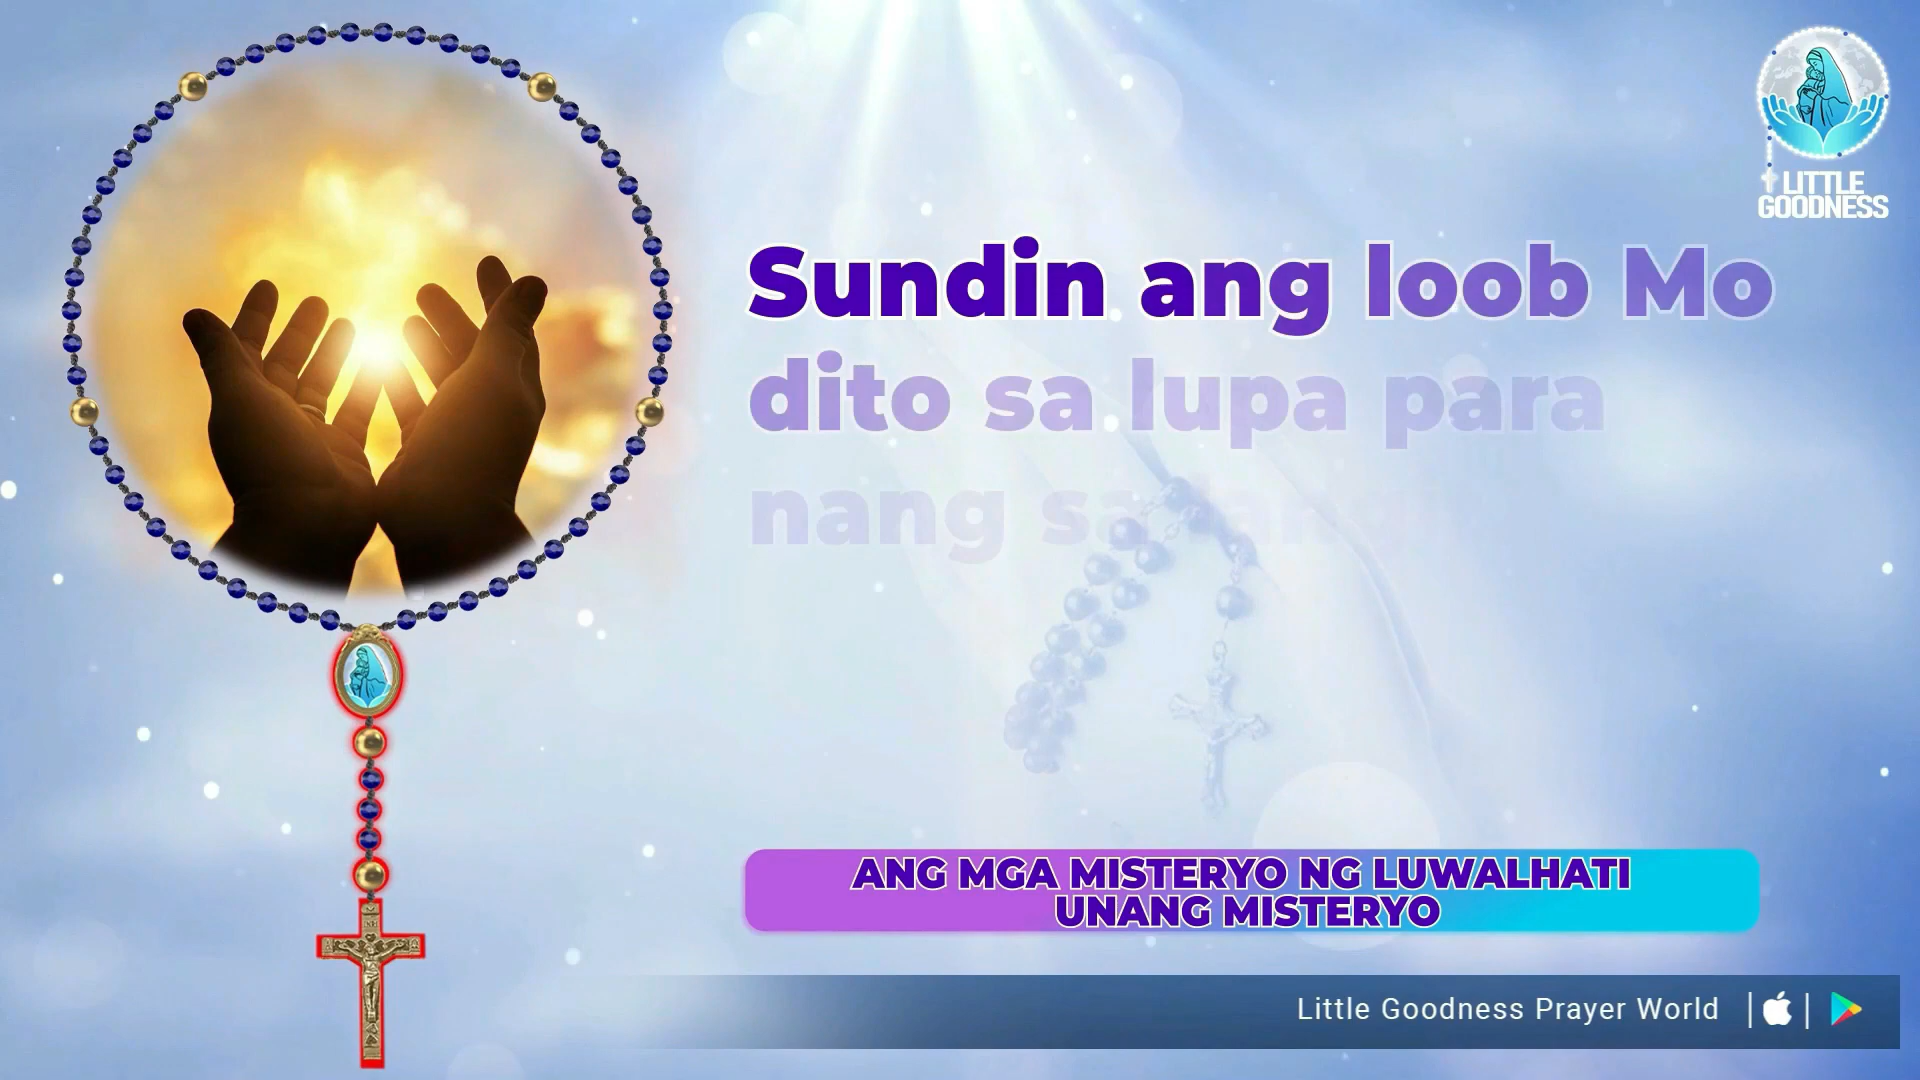 LITTLE
GOODNESS
Sundin ang loob Mo
dito sa lupa para
nang sa
ANG MGA MISTERYO NG LUWALHATI
UNANG MISTERYO
Little Goodness Prayer World